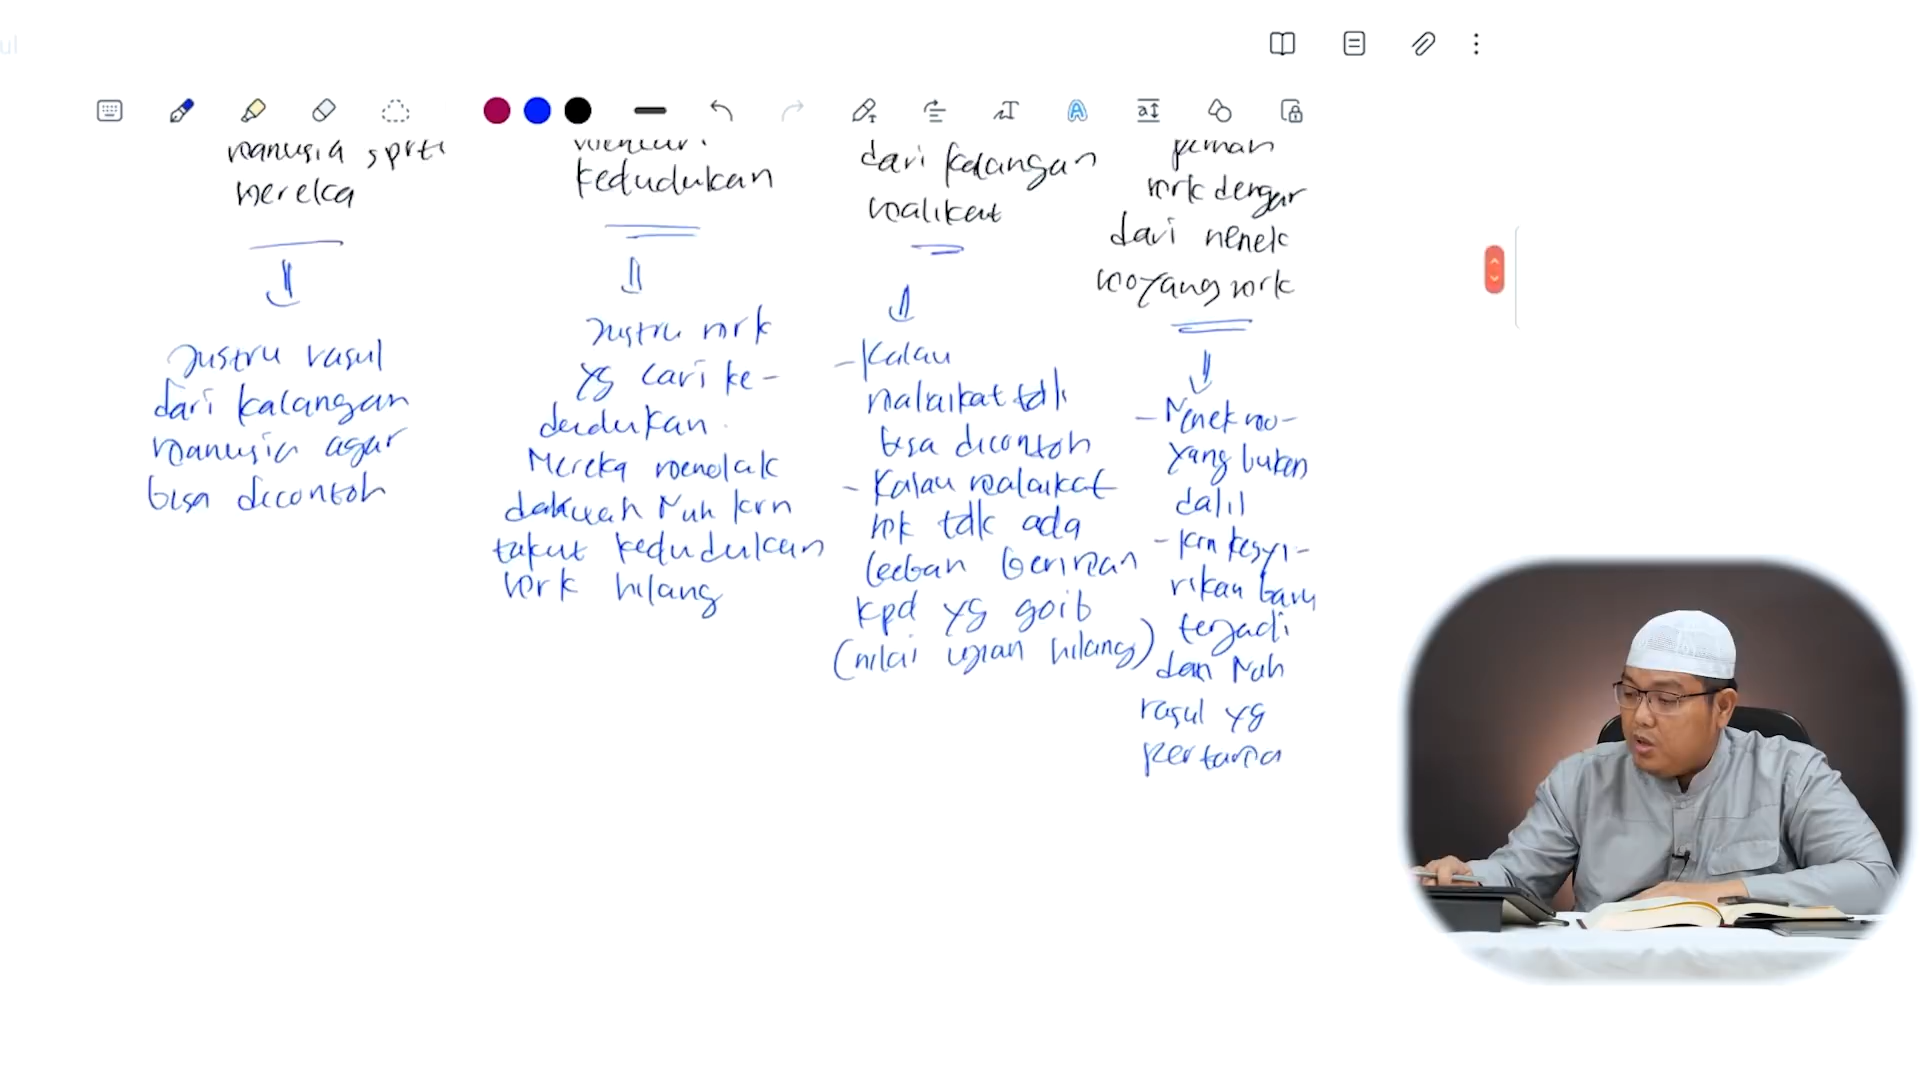 ul
manusia sprti
mereka
Justru rasul
dari kalangan
manusia agar
bisa dicontoh
mencari
kedudukan
Justru mrk
yg cari ke-
dudukan.
Mereka menolak
dakwah Nuh krn
takut kedudukan
mrk hilang
dari kalangan
malikat
- Kalau
malaikat tdk
bisa dicontoh
- Kalau malaikat
mk tdk ada
beban beriman
kpd yg goib
(nilai ujian hilang)
pernah
mrk dengar
dari nenek
moyang mrk
- Nenek mo-
yang bukan
dalil
- krn kesyi-
rikan baru
terjadi
dan Nuh
rasul yg
pertama